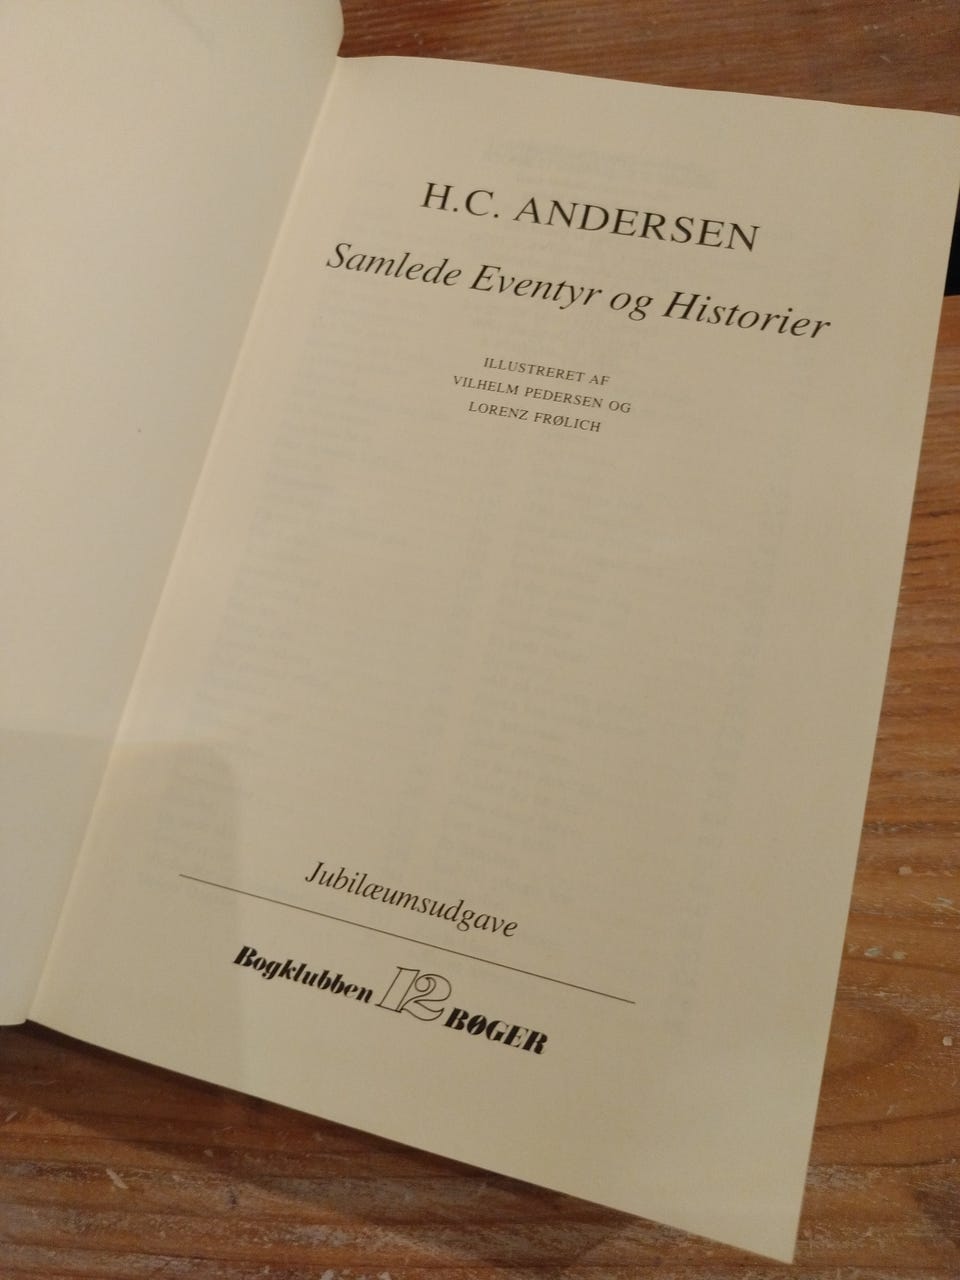 H.C. ANDERSEN
Samlede Eventyr og Historier
ILLUSTRERET AF
VILHELM PEDERSEN OG
LORENZ FRØLICH
Jubilæumsudgave
Bogklubben 12 BØGER